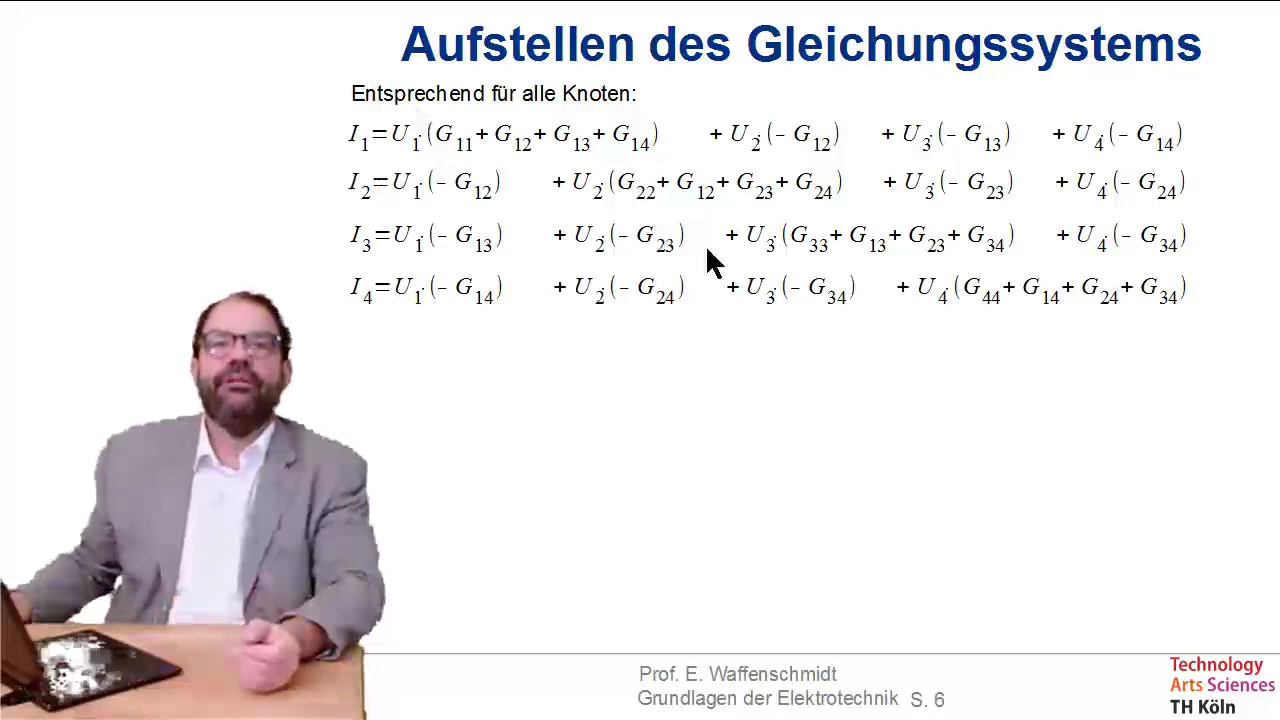 Aufstellen des Gleichungssystems
Entsprechend für alle Knoten:
I₁=U₁·(G₁₁+G₁₂+G₁₃+G₁₄) + U₂·(−G₁₂) + U₃·(−G₁₃) + U₄·(−G₁₄)
I₂=U₁·(−G₁₂) + U₂·(G₂₂+G₁₂+G₂₃+G₂₄) + U₃·(−G₂₃) + U₄·(−G₂₄)
I₃=U₁·(−G₁₃) + U₂·(−G₂₃) + U₃·(G₃₃+G₁₃+G₂₃+G₃₄) + U₄·(−G₃₄)
I₄=U₁·(−G₁₄) + U₂·(−G₂₄) + U₃·(−G₃₄) + U₄·(G₄₄+G₁₄+G₂₄+G₃₄)
Prof. E. Waffenschmidt
Grundlagen der Elektrotechnik S. 6
Technology
Arts Sciences
TH Köln